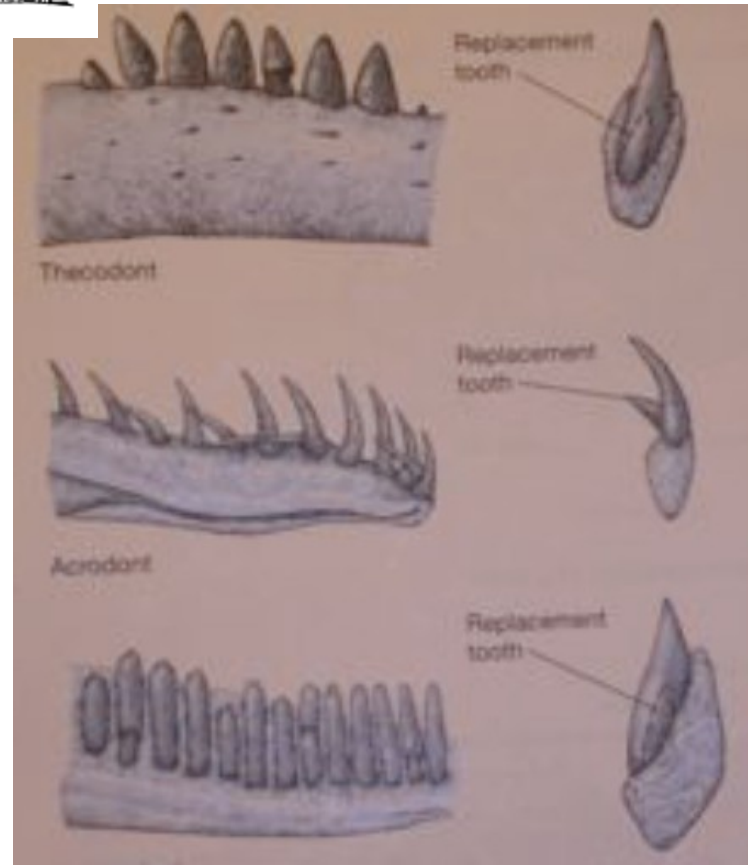 Replacement
tooth
Thecodont
Replacement
tooth
Acrodont
Replacement
tooth